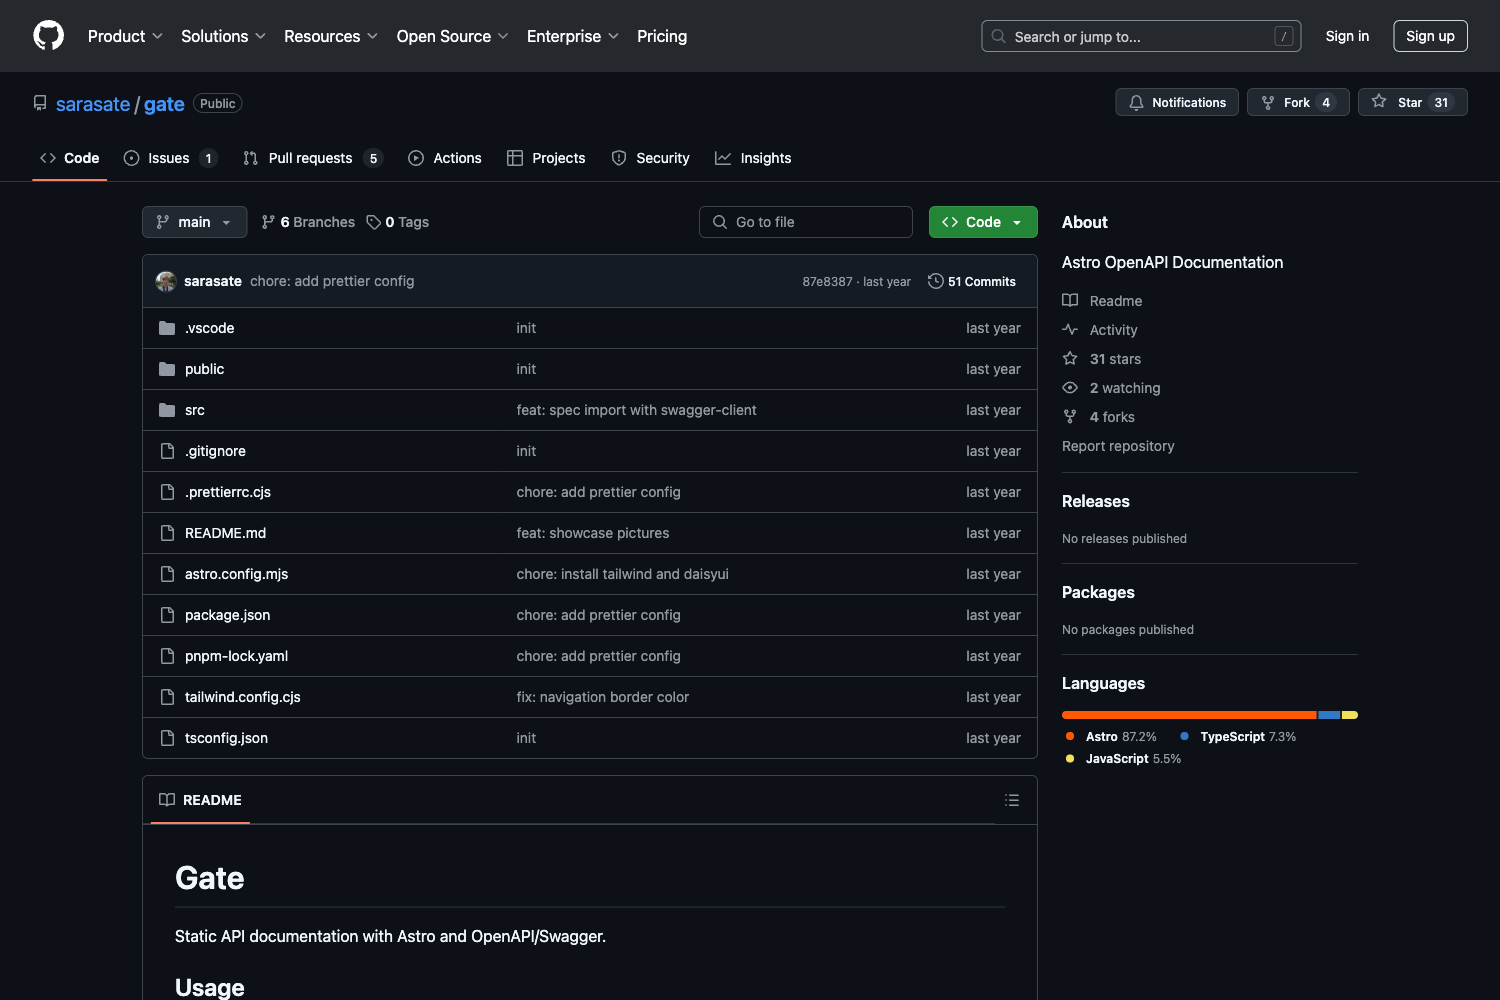 Product Solutions Resources Open Source Enterprise Pricing Search or jump to... / Sign in Sign up
sarasate / gate Public Notifications Fork 4 Star 31
Code Issues 1 Pull requests 5 Actions Projects Security Insights
main 6 Branches 0 Tags Go to file Code
sarasate chore: add prettier config 87e8387 · last year 51 Commits
.vscode init last year
public init last year
src feat: spec import with swagger-client last year
.gitignore init last year
.prettierrc.cjs chore: add prettier config last year
README.md feat: showcase pictures last year
astro.config.mjs chore: install tailwind and daisyui last year
package.json chore: add prettier config last year
pnpm-lock.yaml chore: add prettier config last year
tailwind.config.cjs fix: navigation border color last year
tsconfig.json init last year
README
Gate
Static API documentation with Astro and OpenAPI/Swagger.
Usage
About
Astro OpenAPI Documentation
Readme
Activity
31 stars
2 watching
4 forks
Report repository
Releases
No releases published
Packages
No packages published
Languages
Astro 87.2% TypeScript 7.3%
JavaScript 5.5%